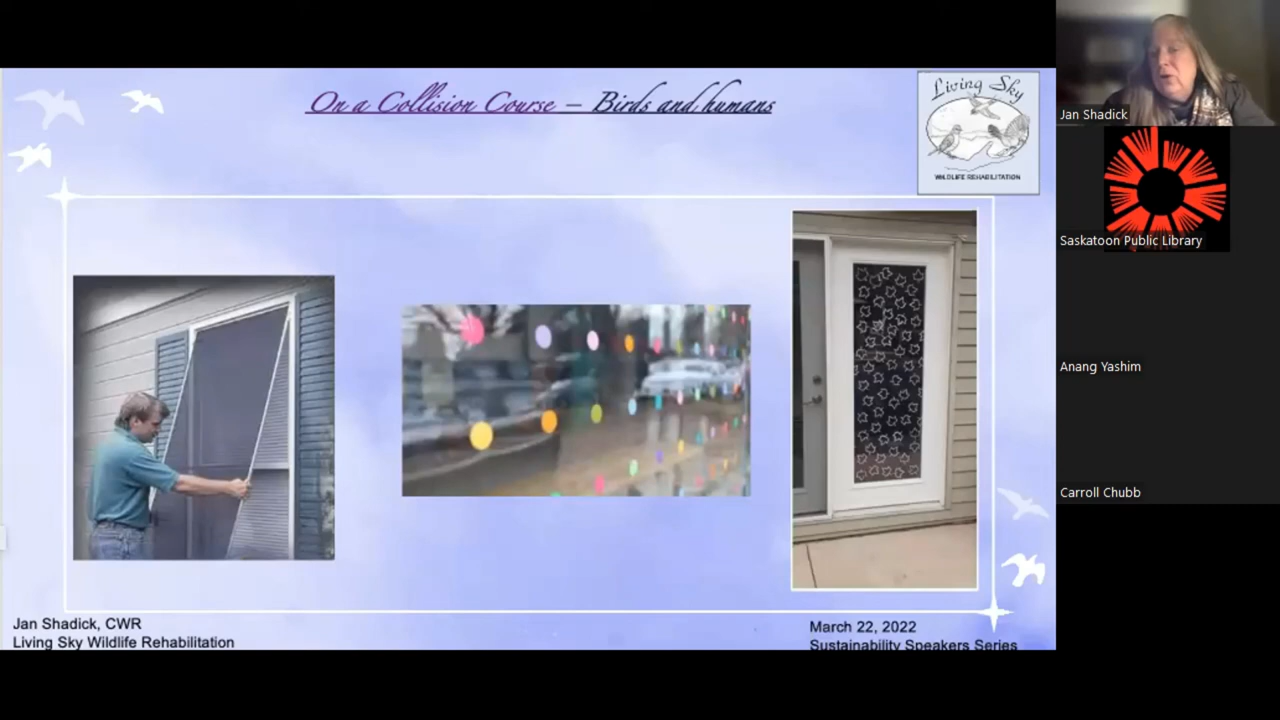 On a Collision Course – Birds and humans
Living Sky
WILDLIFE REHABILITATION
Jan Shadick, CWR
Living Sky Wildlife Rehabilitation
March 22, 2022
Sustainability Speakers Series
Jan Shadick
Saskatoon Public Library
Anang Yashim
Carroll Chubb